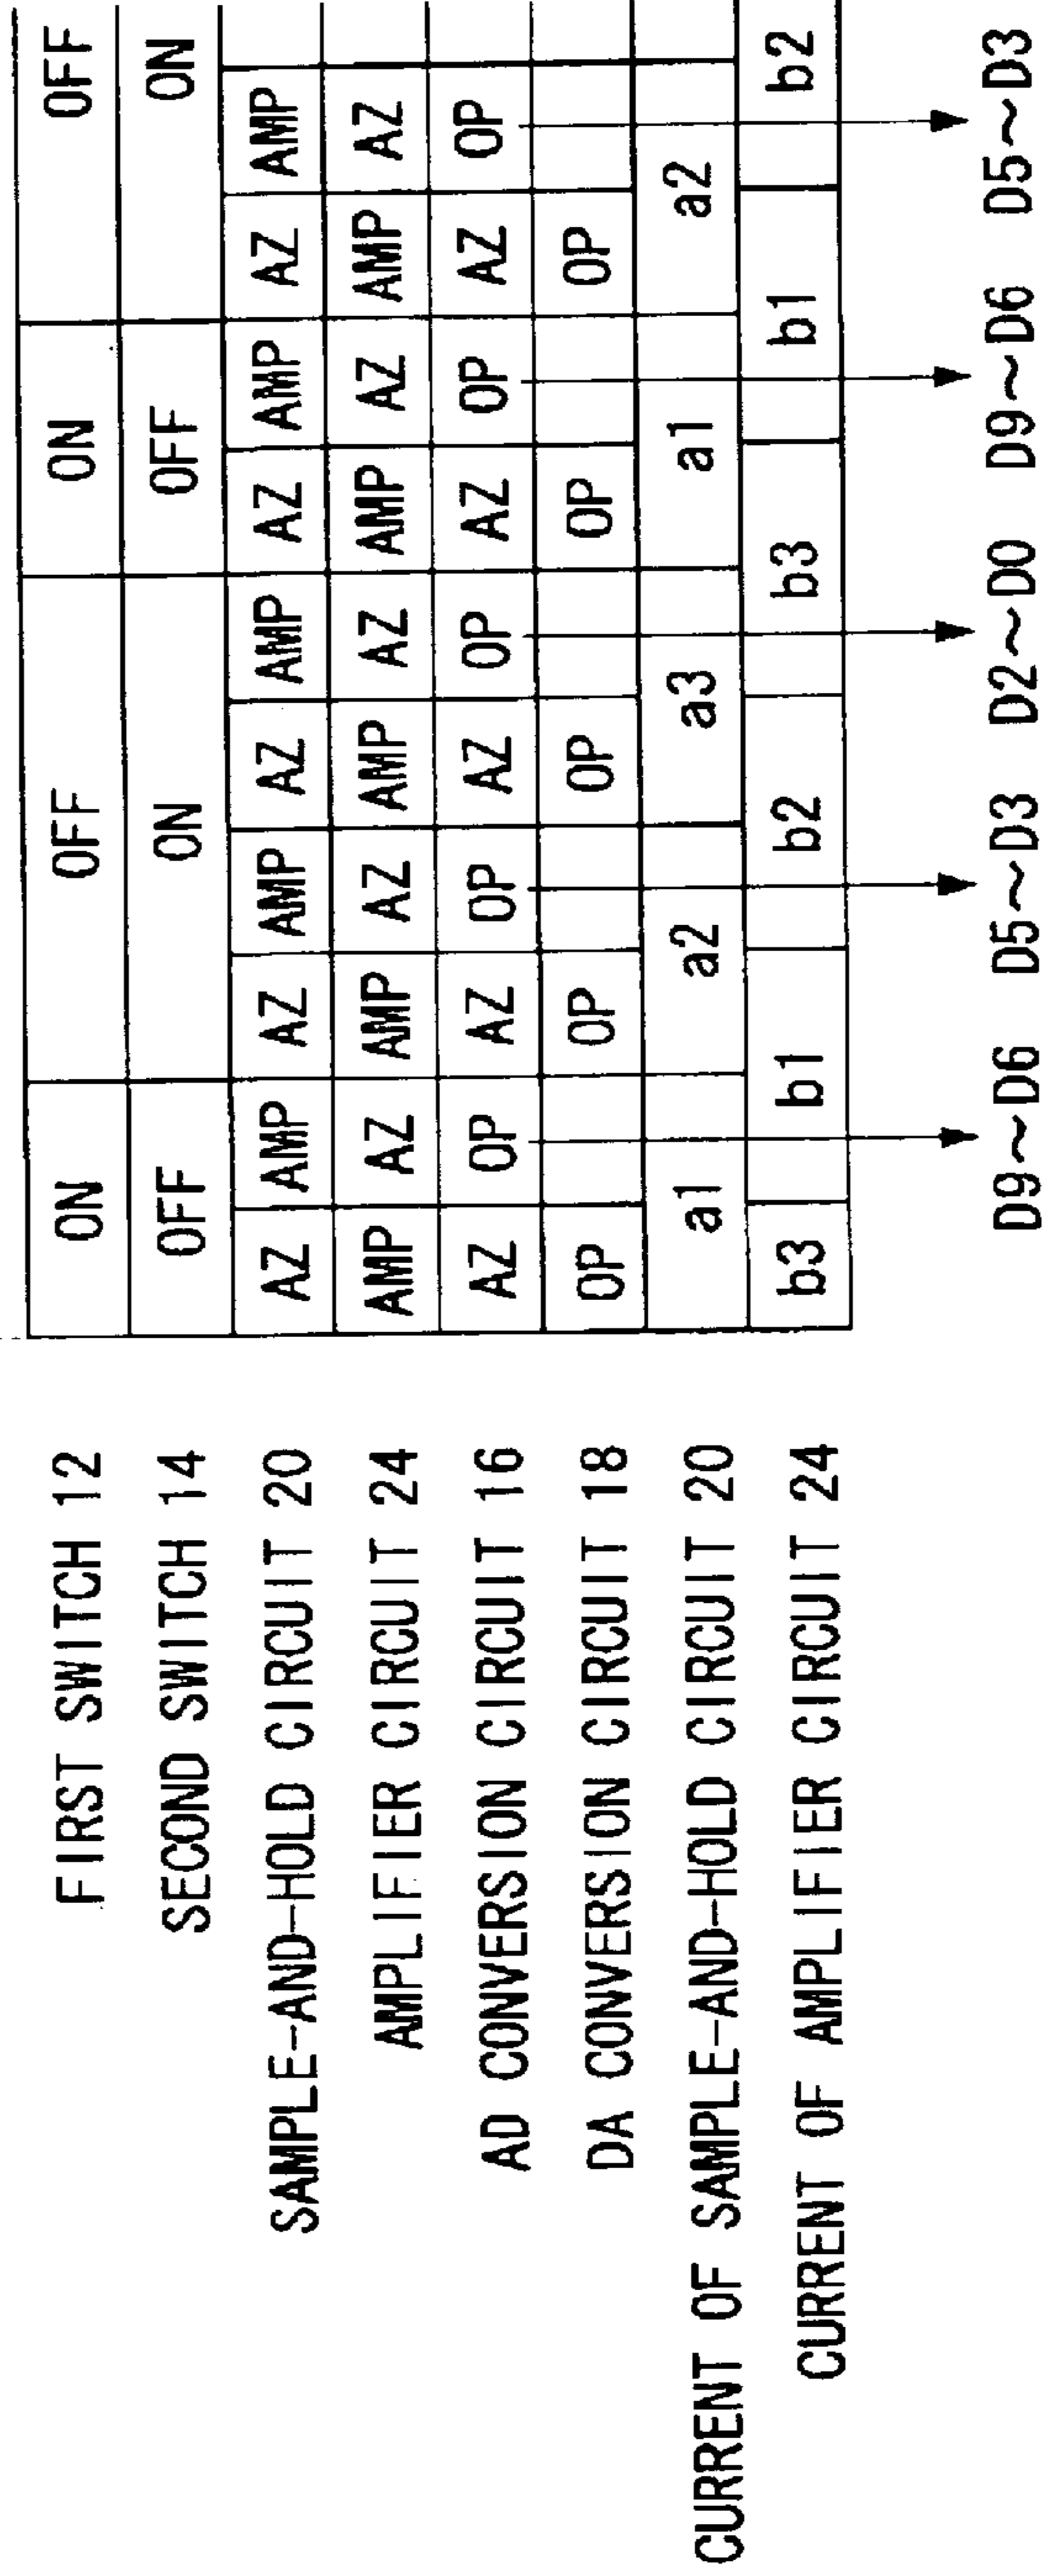 FIRST SWITCH 12 ON OFF ON OFF
SECOND SWITCH 14 OFF ON OFF ON
SAMPLE-AND-HOLD CIRCUIT 20 AZ AMP AZ AMP AZ AMP AZ AMP AZ AMP
AMPLIFIER CIRCUIT 24 AMP AZ AMP AZ AMP AZ AMP AZ AMP AZ
AD CONVERSION CIRCUIT 16 AZ OP AZ OP AZ OP AZ OP AZ OP
DA CONVERSION CIRCUIT 18 OP OP OP OP OP
CURRENT OF SAMPLE-AND-HOLD CIRCUIT 20 a1 a2 a3 a1 a2
CURRENT OF AMPLIFIER CIRCUIT 24 b3 b1 b2 b3 b1 b2
D9~D6 D5~D3 D2~D0 D9~D6 D5~D3